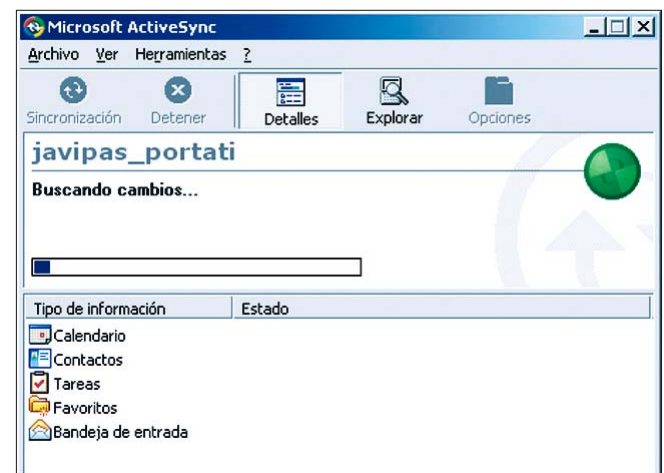 Microsoft ActiveSync
Archivo Ver Herramientas ?
Sincronización Detener Detalles Explorar Opciones
javipas_portati
Buscando cambios...
Tipo de información Estado
Calendario
Contactos
Tareas
Favoritos
Bandeja de entrada